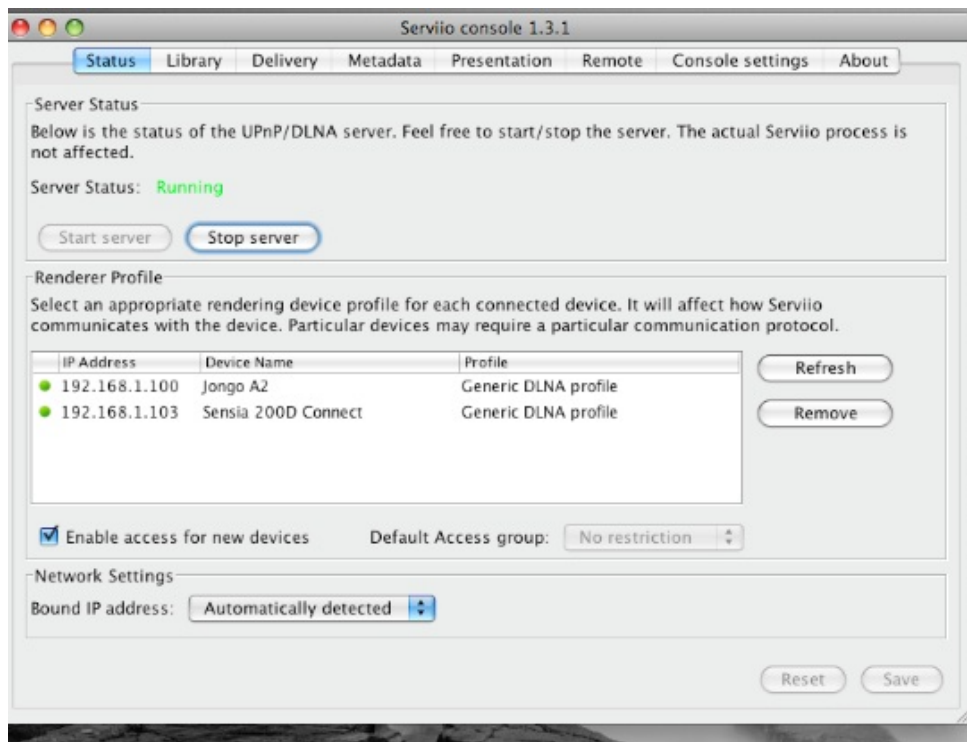 Serviio console 1.3.1
Status Library Delivery Metadata Presentation Remote Console settings About
Server Status
Below is the status of the UPnP/DLNA server. Feel free to start/stop the server. The actual Serviio process is
not affected.
Server Status: Running
Start server Stop server
Renderer Profile
Select an appropriate rendering device profile for each connected device. It will affect how Serviio
communicates with the device. Particular devices may require a particular communication protocol.
IP Address Device Name Profile
192.168.1.100 Jongo A2 Generic DLNA profile
192.168.1.103 Sensia 200D Connect Generic DLNA profile
Refresh
Remove
Enable access for new devices Default Access group: No restriction
Network Settings
Bound IP address: Automatically detected
Reset Save